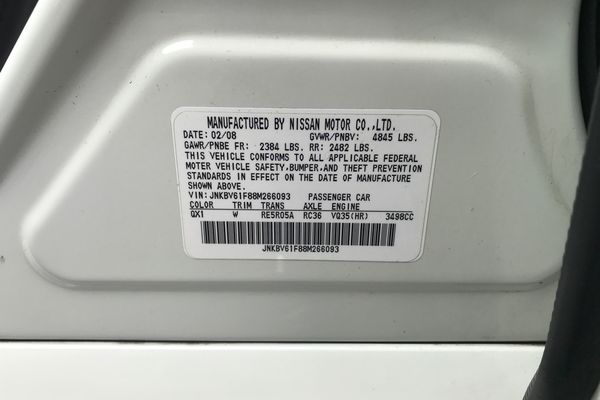 MANUFACTURED BY NISSAN MOTOR CO.,LTD.
DATE: 02/08 GVWR/PNBV: 4845 LBS.
GAWR/PNBE FR: 2384 LBS. RR: 2482 LBS.
THIS VEHICLE CONFORMS TO ALL APPLICABLE FEDERAL
MOTOR VEHICLE SAFETY,BUMPER,AND THEFT PREVENTION
STANDARDS IN EFFECT ON THE DATE OF MANUFACTURE
SHOWN ABOVE.
VIN: JNKBV61F88M266093 PASSENGER CAR
COLOR TRIM TRANS AXLE ENGINE
QX1 W RE5R05A RC36 VQ35(HR) 3498CC
JNKBV61F88M266093